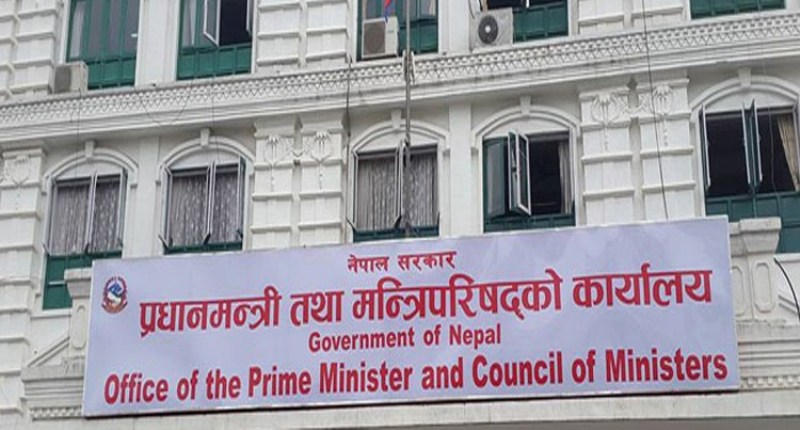 नेपाल सरकार
प्रधानमन्त्री तथा मन्त्रिपरिषद्को कार्यालय
Government of Nepal
Office of the Prime Minister and Council of Ministers